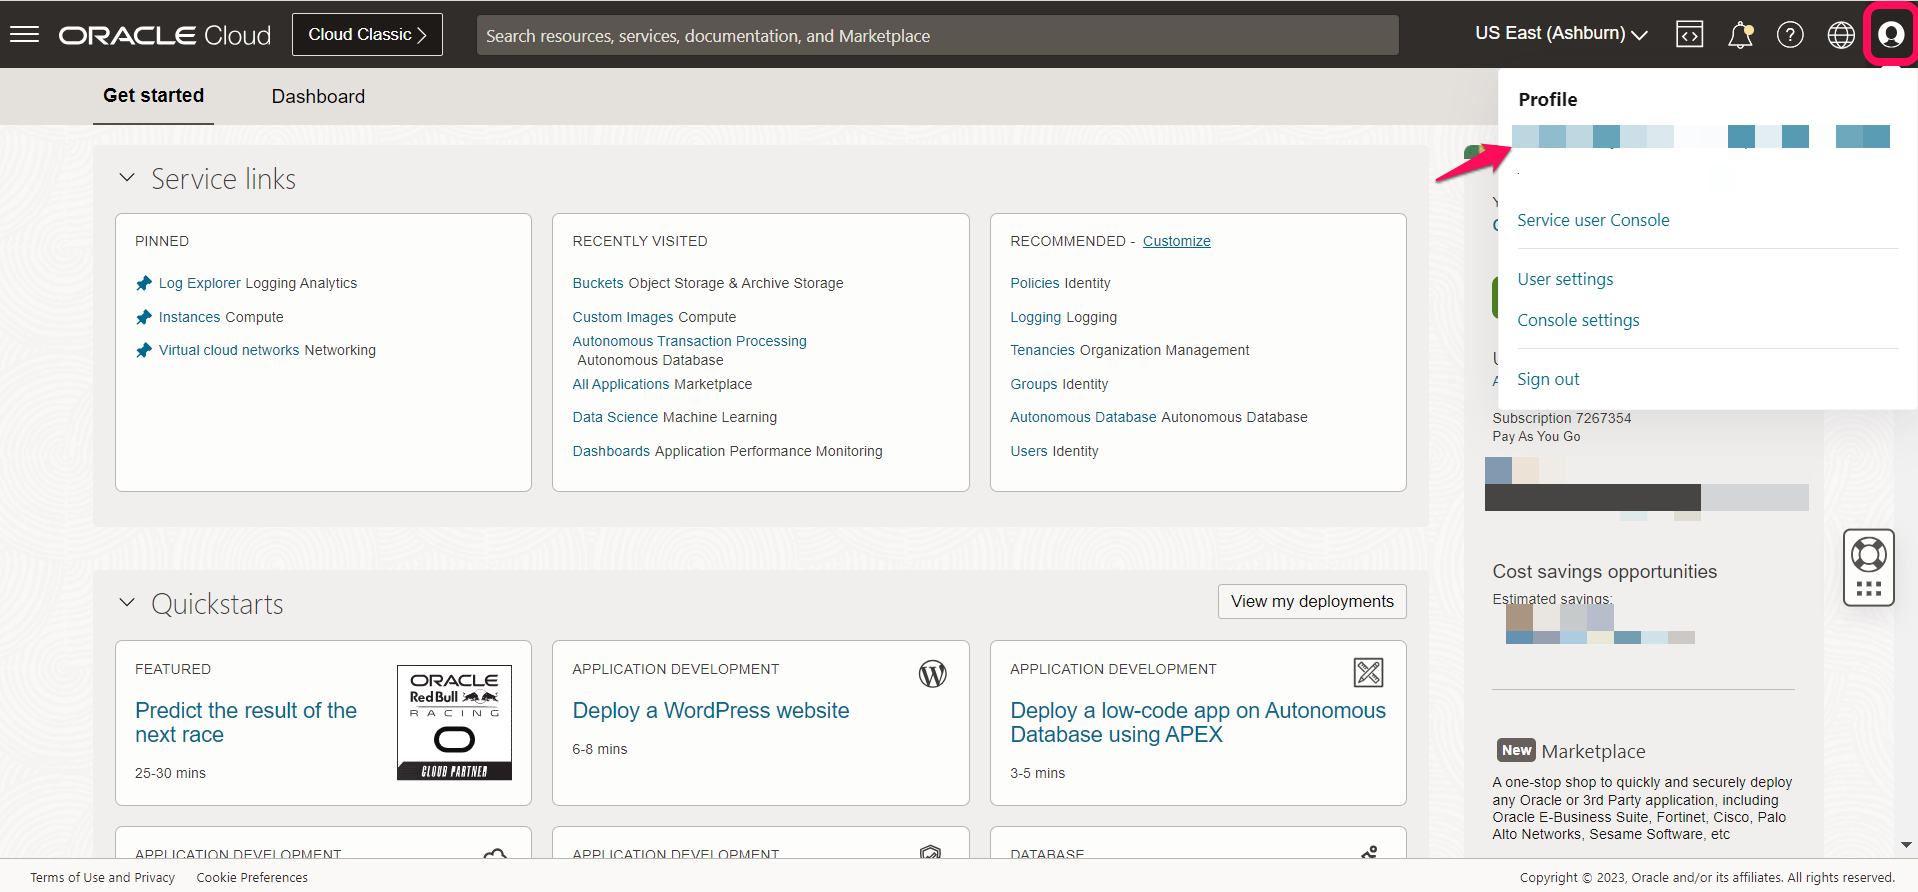 ORACLE Cloud
Cloud Classic
Search resources, services, documentation, and Marketplace
US East (Ashburn)
Get started
Dashboard
Profile
Service user Console
User settings
Console settings
Sign out
Service links
PINNED
Log Explorer Logging Analytics
Instances Compute
Virtual cloud networks Networking
RECENTLY VISITED
Buckets Object Storage & Archive Storage
Custom Images Compute
Autonomous Transaction Processing
Autonomous Database
All Applications Marketplace
Data Science Machine Learning
Dashboards Application Performance Monitoring
RECOMMENDED - Customize
Policies Identity
Logging Logging
Tenancies Organization Management
Groups Identity
Autonomous Database Autonomous Database
Users Identity
Subscription 7267354
Pay As You Go
Cost savings opportunities
Estimated savings:
Quickstarts
View my deployments
FEATURED
Predict the result of the
next race
25-30 mins
ORACLE
Red Bull
RACING
CLOUD PARTNER
APPLICATION DEVELOPMENT
Deploy a WordPress website
6-8 mins
APPLICATION DEVELOPMENT
Deploy a low-code app on Autonomous
Database using APEX
3-5 mins
New Marketplace
A one-stop shop to quickly and securely deploy
any Oracle or 3rd Party application, including
Oracle E-Business Suite, Fortinet, Cisco, Palo
Alto Networks, Sesame Software, etc
APPLICATION DEVELOPMENT
APPLICATION DEVELOPMENT
DATABASE
Terms of Use and Privacy
Cookie Preferences
Copyright © 2023, Oracle and/or its affiliates. All rights reserved.